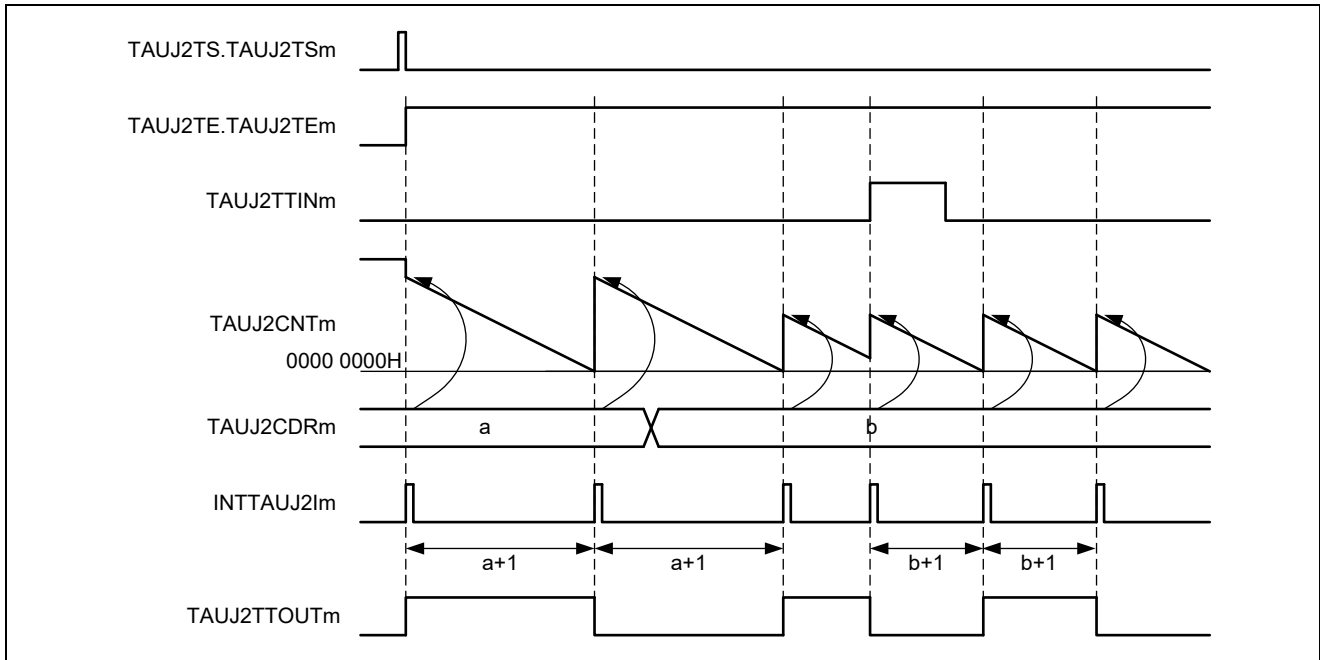 TAUJ2TS.TAUJ2TSm
TAUJ2TE.TAUJ2TEm
TAUJ2TTINm
TAUJ2CNTm
0000 0000H
TAUJ2CDRm
a
b
INTTAUJ2Im
a+1
a+1
b+1
b+1
TAUJ2TTOUTm